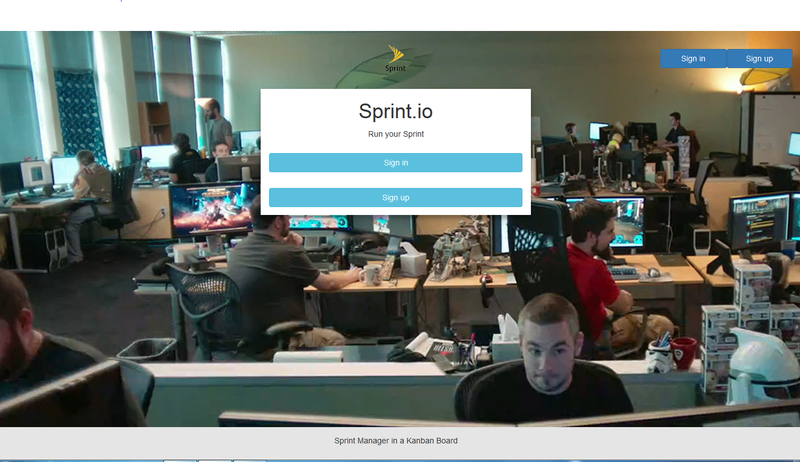 Sprint
Sign in
Sign up
Sprint.io
Run your Sprint
Sign in
Sign up
Sprint Manager in a Kanban Board